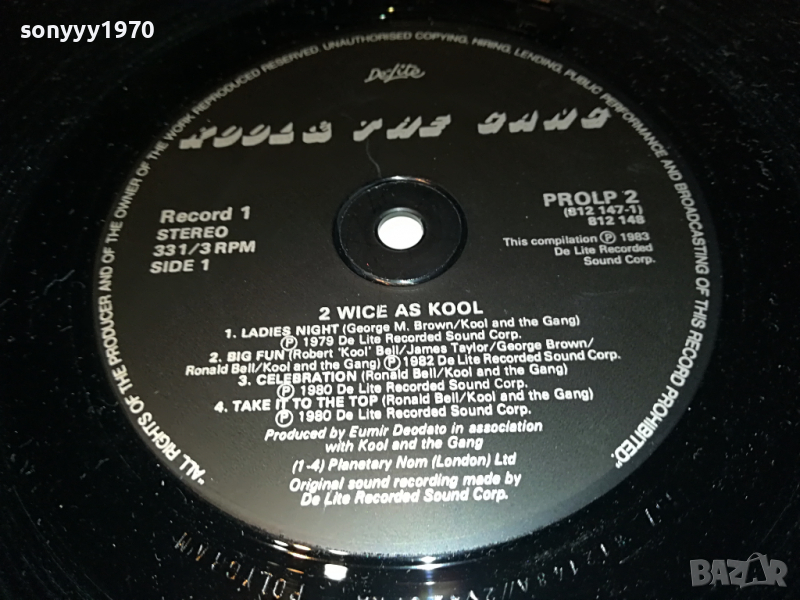 sonyyy1970
"ALL RIGHTS OF THE PRODUCER AND OF THE OWNER OF THE WORK REPRODUCED RESERVED. UNAUTHORISED COPYING, HIRING, LENDING, PUBLIC PERFORMANCE AND BROADCASTING OF THIS RECORD PROHIBITED."
De-Lite
KOOL & THE GANG
Record 1
STEREO
33 1/3 RPM
SIDE 1
PROLP 2
(812 147-1)
812 148
This compilation Ⓟ 1983
De Lite Recorded
Sound Corp.
2 WICE AS KOOL
1. LADIES NIGHT (George M. Brown/Kool and the Gang)
Ⓟ 1979 De Lite Recorded Sound Corp.
2. BIG FUN (Robert 'Kool' Bell/James Taylor/George Brown/
Ronald Bell/Kool and the Gang) Ⓟ 1982 De Lite Recorded Sound Corp.
3. CELEBRATION (Ronald Bell/Kool and the Gang)
Ⓟ 1980 De Lite Recorded Sound Corp.
4. TAKE IT TO THE TOP (Ronald Bell/Kool and the Gang)
Ⓟ 1980 De Lite Recorded Sound Corp.
Produced by Eumir Deodato in association
with Kool and the Gang
(1-4) Planetary Nom (London) Ltd
Original sound recording made by
De Lite Recorded Sound Corp.
POLYGRAM
BAZAR